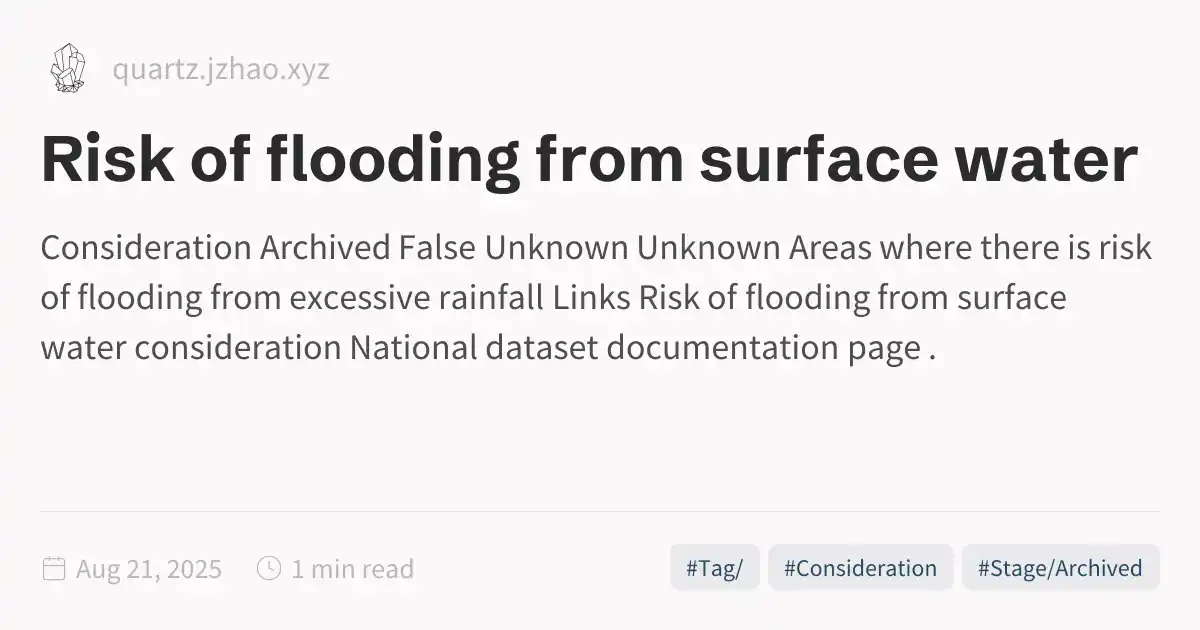 quartz.jzhao.xyz
Risk of flooding from surface water
Consideration Archived False Unknown Unknown Areas where there is risk
of flooding from excessive rainfall Links Risk of flooding from surface
water consideration National dataset documentation page .
Aug 21, 2025
1 min read
#Tag/
#Consideration
#Stage/Archived